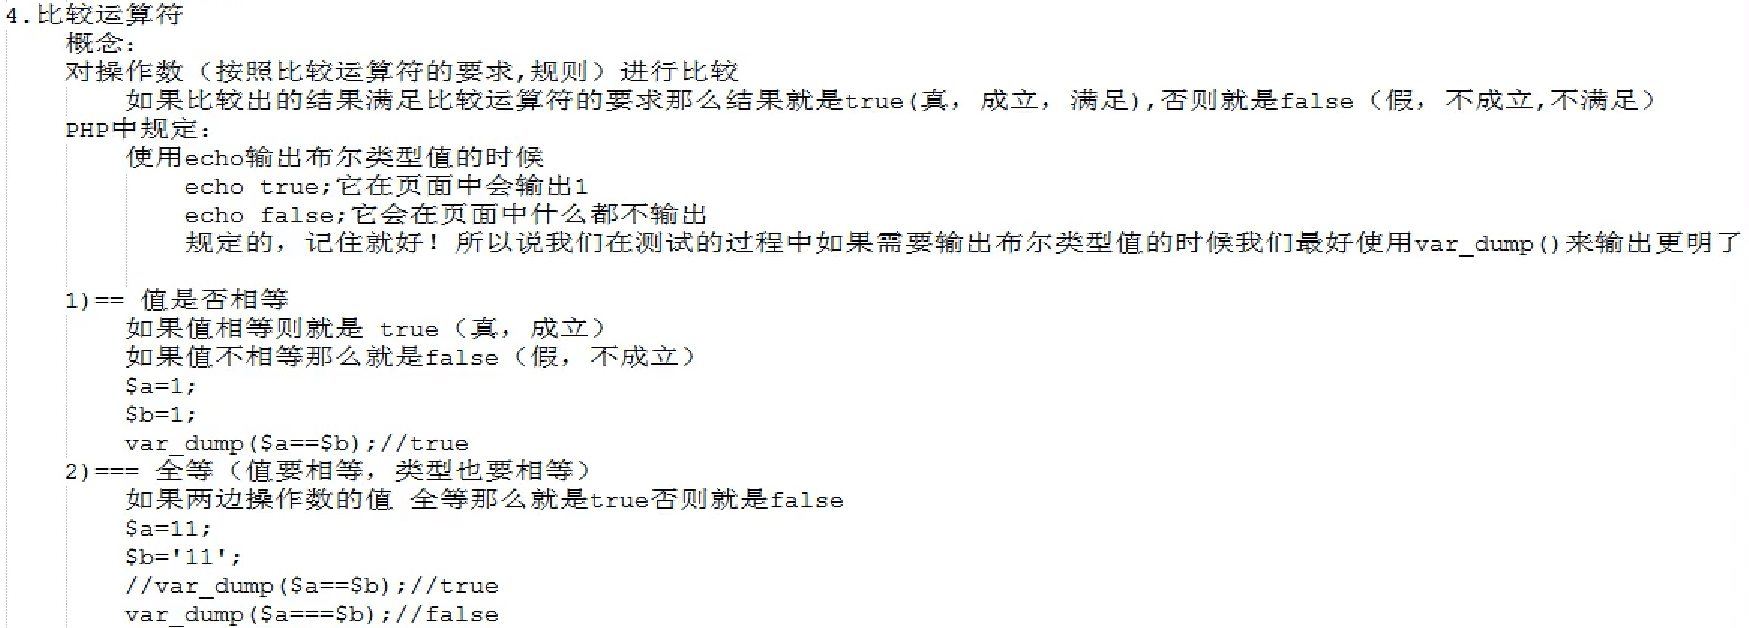 4.比较运算符
概念:
对操作数（按照比较运算符的要求,规则）进行比较
如果比较出的结果满足比较运算符的要求那么结果就是true(真，成立，满足),否则就是false（假，不成立,不满足）
PHP中规定:
使用echo输出布尔类型值的时候
echo true;它在页面中会输出1
echo false;它会在页面中什么都不输出
规定的，记住就好！所以说我们在测试的过程中如果需要输出布尔类型值的时候我们最好使用var_dump()来输出更明了
1)== 值是否相等
如果值相等则就是 true（真，成立）
如果值不相等那么就是false（假，不成立）
$a=1;
$b=1;
var_dump($a==$b);//true
2)=== 全等（值要相等，类型也要相等）
如果两边操作数的值 全等那么就是true否则就是false
$a=11;
$b='11';
//var_dump($a==$b);//true
var_dump($a===$b);//false